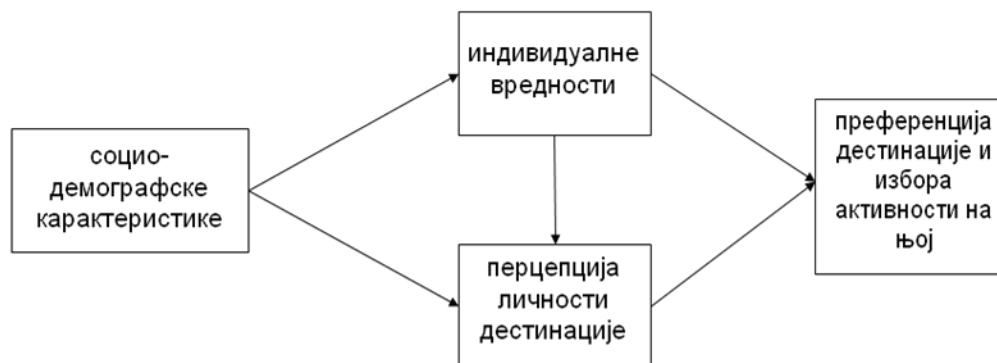 социо-
демографске
карактеристике
индивидуалне
вредности
перцепција
личности
дестинације
преференција
дестинације и
избора
активности на
њој